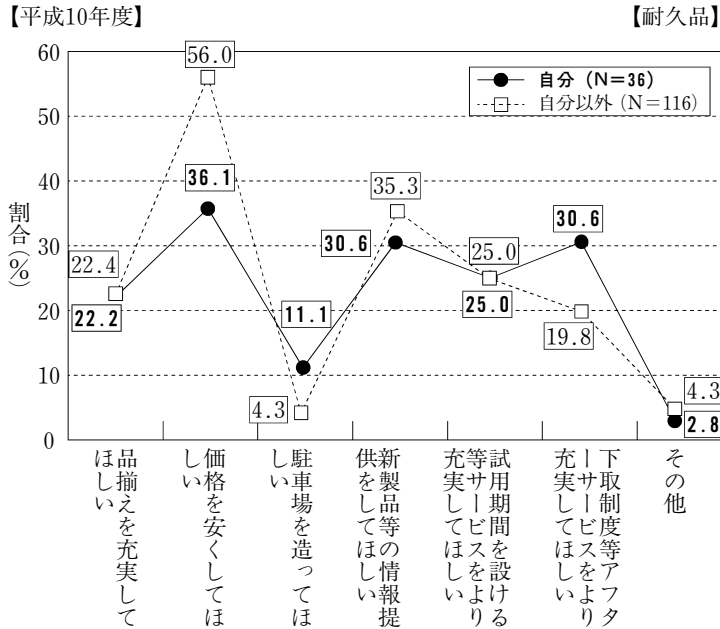 【平成10年度】
【耐久品】
60
50
40
30
20
10
0
割合(%)
自分（N＝36）
自分以外（N＝116）
56.0
36.1
22.4
22.2
11.1
4.3
35.3
30.6
25.0
25.0
30.6
19.8
4.3
2.8
品揃えを充実して
ほしい
価格を安くしてほ
しい
駐車場を造ってほ
しい
新製品等の情報提
供をしてほしい
試用期間を設ける
等サービスをより
充実してほしい
下取制度等アフタ
ーサービスをより
充実してほしい
その他